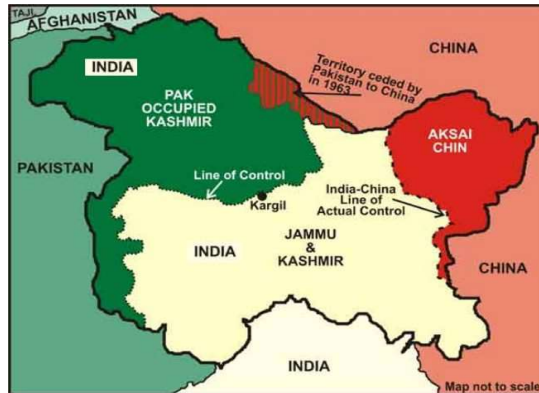 TAJI.
AFGHANISTAN
CHINA
INDIA
Territory ceded by
Pakistan to China
in 1963
PAK
OCCUPIED
KASHMIR
AKSAI
CHIN
PAKISTAN
Line of Control
India-China
Line of
Actual Control
Kargil
JAMMU
&
KASHMIR
INDIA
CHINA
INDIA
Map not to scale